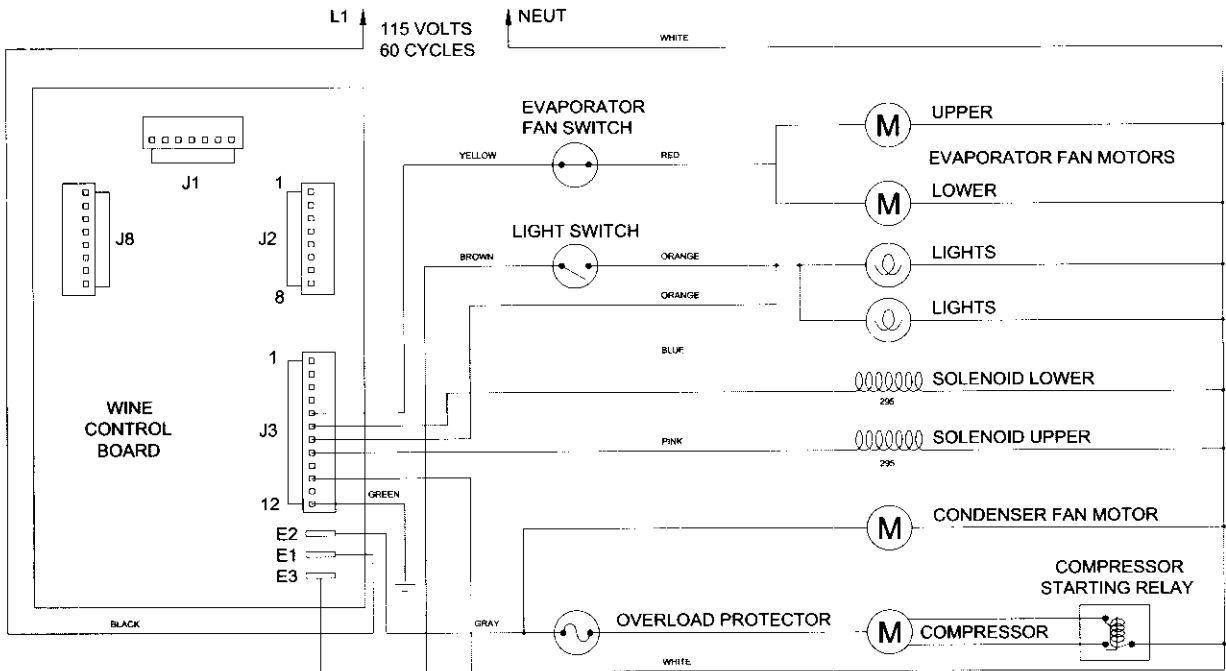 L1
115 VOLTS
60 CYCLES
NEUT
WHITE
EVAPORATOR
FAN SWITCH
UPPER
M
YELLOW
RED
EVAPORATOR FAN MOTORS
J1
1
J8
J2
M
LOWER
LIGHT SWITCH
BROWN
ORANGE
LIGHTS
8
ORANGE
LIGHTS
1
BLUE
SOLENOID LOWER
295
WINE
CONTROL
BOARD
J3
PINK
SOLENOID UPPER
295
12
GREEN
E2
M
CONDENSER FAN MOTOR
E1
E3
COMPRESSOR
STARTING RELAY
BLACK
GRAY
OVERLOAD PROTECTOR
M
COMPRESSOR
WHITE